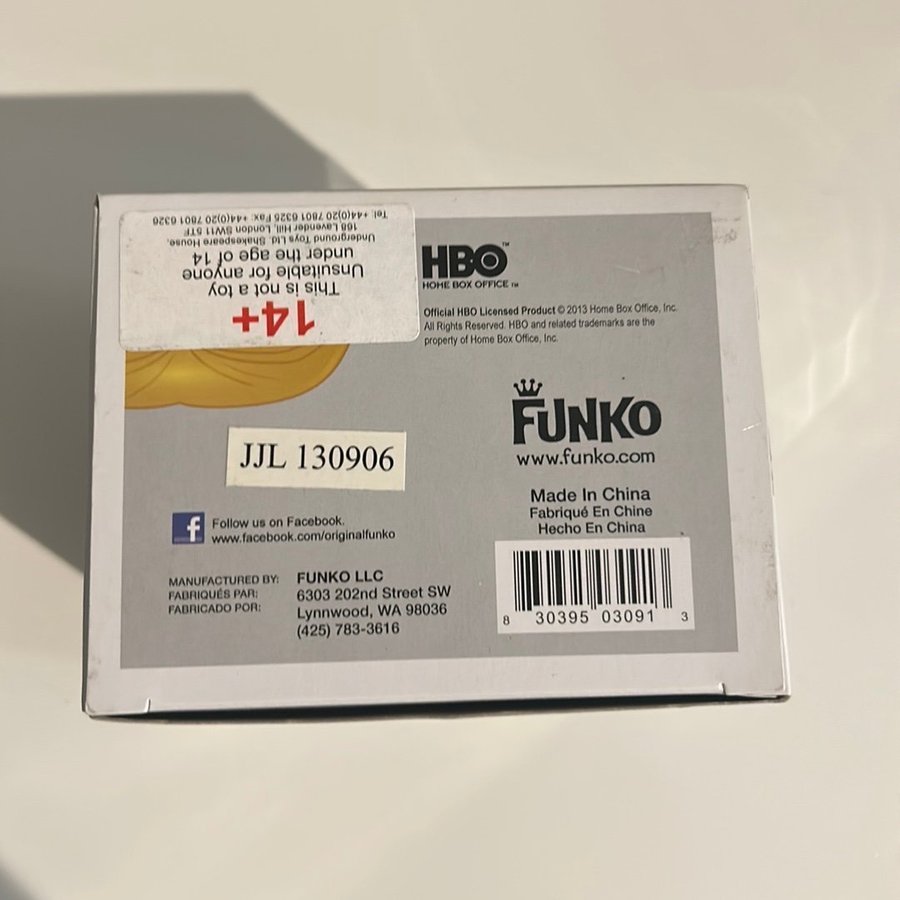 14+
This is not a toy
Unsuitable for anyone
under the age of 14
Underground Toys Ltd. Shakespeare House,
168 Lavender Hill, London SW11 5TF
Tel: +44(0)20 7801 6325 Fax: +44(0)20 7801 6326
HBO™
HOME BOX OFFICE™
Official HBO Licensed Product © 2013 Home Box Office, Inc.
All Rights Reserved. HBO and related trademarks are the
property of Home Box Office, Inc.
FUNKO
www.funko.com
JJL 130906
Made In China
Fabriqué En Chine
Hecho En China
f Follow us on Facebook.
www.facebook.com/originalfunko
MANUFACTURED BY:
FABRIQUÉS PAR:
FABRICADO POR:
FUNKO LLC
6303 202nd Street SW
Lynnwood, WA 98036
(425) 783-3616
8 30395 03091 3